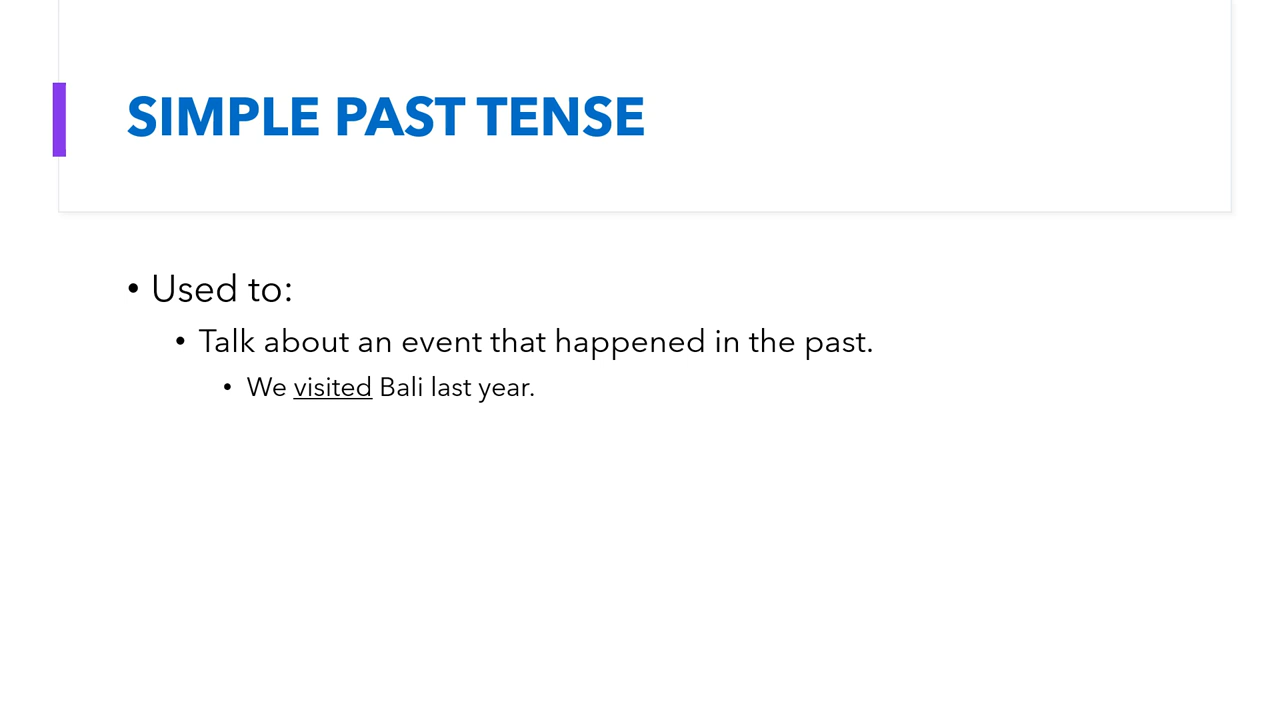 SIMPLE PAST TENSE
• Used to:
• Talk about an event that happened in the past.
• We visited Bali last year.